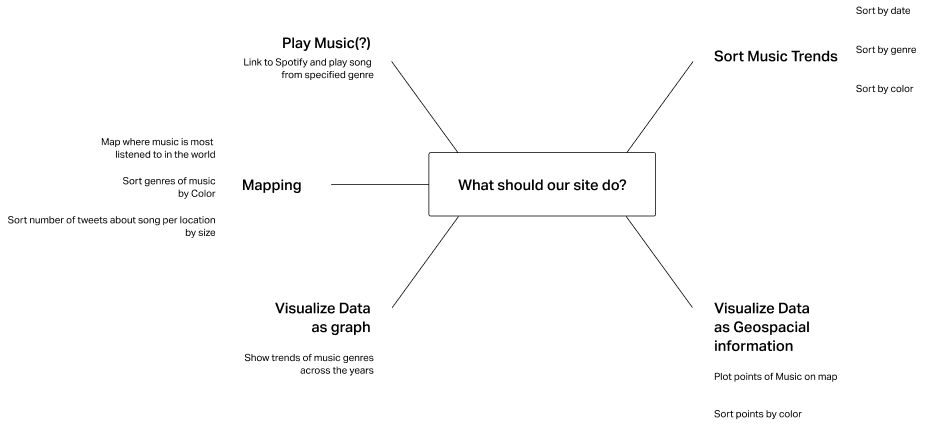 Play Music(?)
Link to Spotify and play song
from specified genre
Sort Music Trends
Sort by date
Sort by genre
Sort by color
Map where music is most
listened to in the world
Sort genres of music
by Color
Sort number of tweets about song per location
by size
Mapping
What should our site do?
Visualize Data
as graph
Show trends of music genres
across the years
Visualize Data
as Geospacial
information
Plot points of Music on map
Sort points by color